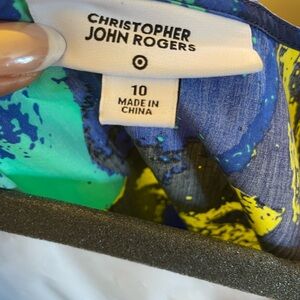 CHRISTOPHER
JOHN ROGERS
10
MADE IN
CHINA